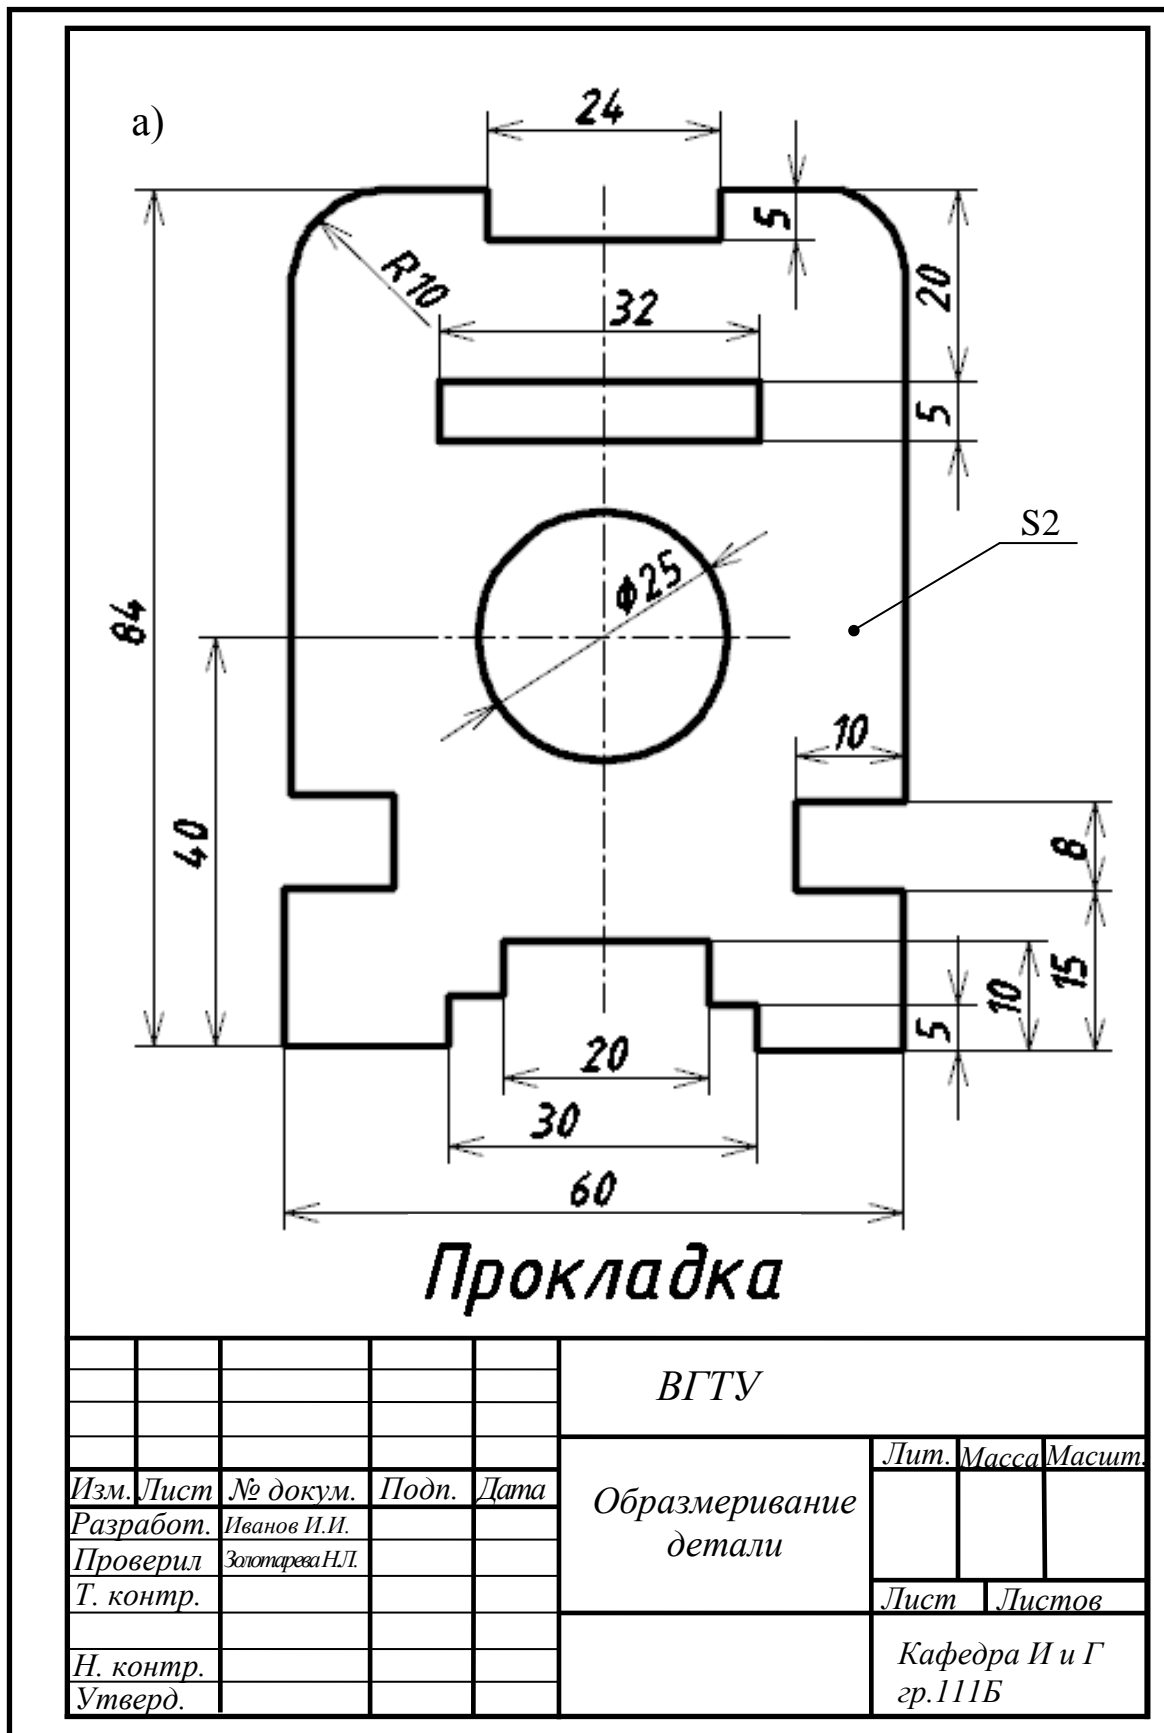 а)
24
5
R10
20
32
5
S2
Ф25
84
10
40
8
15
10
5
20
30
60
Прокладка
ВГТУ
Лит. Масса Масшт.
Изм. Лист № докум. Подп. Дата
Образмеривание
детали
Разработ. Иванов И.И.
Проверил Золотарева Н.Л.
Т. контр.
Лист Листов
Н. контр.
Утверд.
Кафедра И и Г
гр.111Б